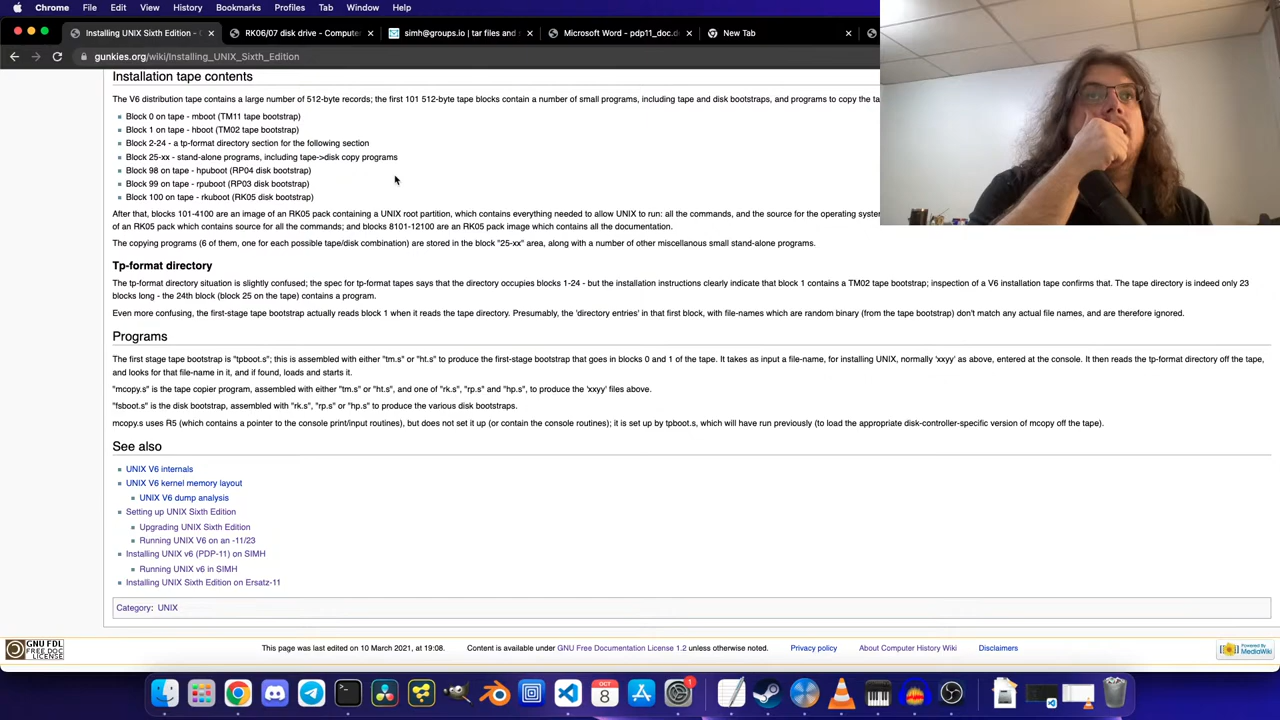 Chrome File Edit View History Bookmarks Profiles Tab Window Help
Installing UNIX Sixth Edition - RK06/07 disk drive - Compute simh@groups.io | tar files and Microsoft Word - pdp11_doc.d New Tab
gunkies.org/wiki/Installing_UNIX_Sixth_Edition
Installation tape contents
The V6 distribution tape contains a large number of 512-byte records; the first 101 512-byte tape blocks contain a number of small programs, including tape and disk bootstraps, and programs to copy the ta
Block 0 on tape - mboot (TM11 tape bootstrap)
Block 1 on tape - hboot (TM02 tape bootstrap)
Block 2-24 - a tp-format directory section for the following section
Block 25-xx - stand-alone programs, including tape->disk copy programs
Block 98 on tape - hpuboot (RP04 disk bootstrap)
Block 99 on tape - rpuboot (RP03 disk bootstrap)
Block 100 on tape - rkuboot (RK05 disk bootstrap)
After that, blocks 101-4100 are an image of an RK05 pack containing a UNIX root partition, which contains everything needed to allow UNIX to run: all the commands, and the source for the operating system
of an RK05 pack which contains source for all the commands; and blocks 8101-12100 are an RK05 pack image which contains all the documentation.
The copying programs (6 of them, one for each possible tape/disk combination) are stored in the block "25-xx" area, along with a number of other miscellaneous small stand-alone programs.
Tp-format directory
The tp-format directory situation is slightly confused; the spec for tp-format tapes says that the directory occupies blocks 1-24 - but the installation instructions clearly indicate that block 1 contains a TM02 tape bootstrap; inspection of a V6 installation tape confirms that. The tape directory is indeed only 23
blocks long - the 24th block (block 25 on the tape) contains a program.
Even more confusing, the first-stage tape bootstrap actually reads block 1 when it reads the tape directory. Presumably, the 'directory entries' in that first block, with file-names which are random binary (from the tape bootstrap) don't match any actual file names, and are therefore ignored.
Programs
The first stage tape bootstrap is "tpboot.s"; this is assembled with either "tm.s" or "ht.s" to produce the first-stage bootstrap that goes in blocks 0 and 1 of the tape. It takes as input a file-name, for installing UNIX, normally 'xxyy' as above, entered at the console. It then reads the tp-format directory off the tape,
and looks for that file-name in it, and if found, loads and starts it.
"mcopy.s" is the tape copier program, assembled with either "tm.s" or "ht.s", and one of "rk.s", "rp.s" and "hp.s", to produce the 'xxyy' files above.
"fsboot.s" is the disk bootstrap, assembled with "rk.s", "rp.s" or "hp.s" to produce the various disk bootstraps.
mcopy.s uses R5 (which contains a pointer to the console print/input routines), but does not set it up (or contain the console routines); it is set up by tpboot.s, which will have run previously (to load the appropriate disk-controller-specific version of mcopy off the tape).
See also
UNIX V6 internals
UNIX V6 kernel memory layout
UNIX V6 dump analysis
Setting up UNIX Sixth Edition
Upgrading UNIX Sixth Edition
Running UNIX V6 on an -11/23
Installing UNIX v6 (PDP-11) on SIMH
Running UNIX v6 in SIMH
Installing UNIX Sixth Edition on Ersatz-11
Category: UNIX
GNU FDL
FREE DOC
LICENSE
This page was last edited on 10 March 2021, at 19:08. Content is available under GNU Free Documentation License 1.2 unless otherwise noted. Privacy policy About Computer History Wiki Disclaimers
Powered By
MediaWiki
OCT
8
1